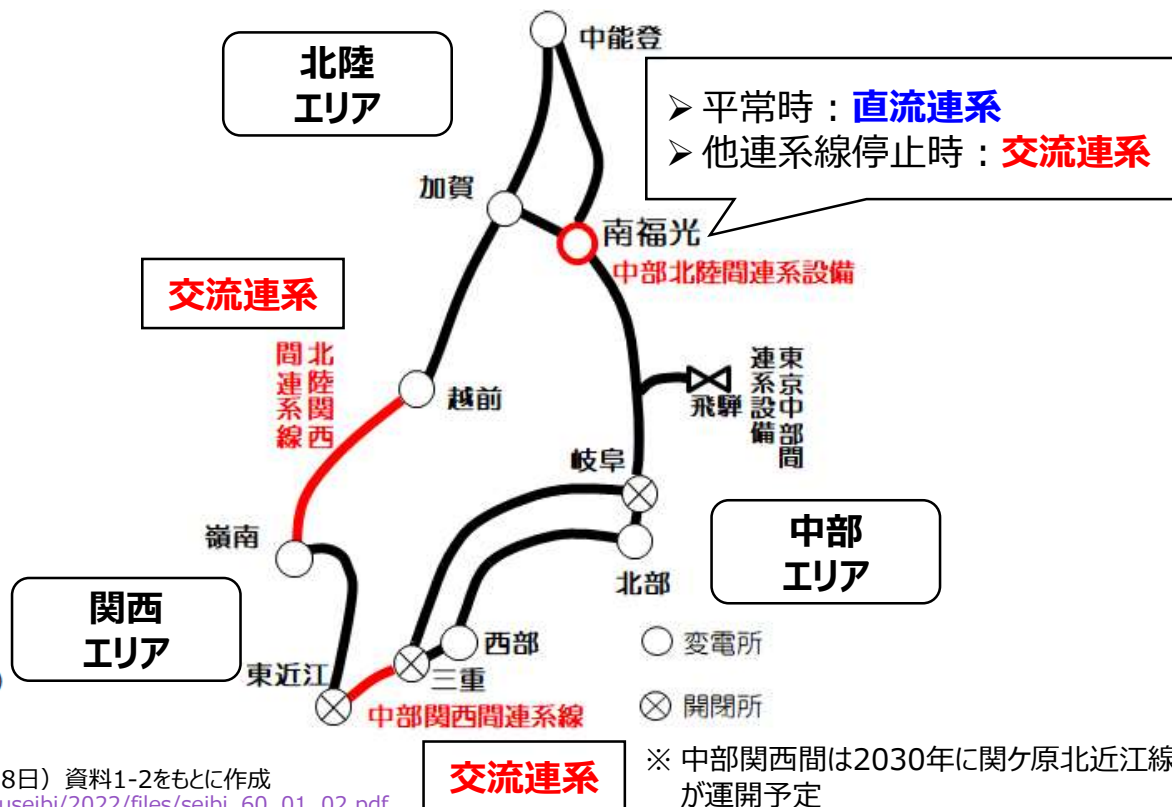 中能登
北陸
エリア
➢ 平常時：直流連系
➢ 他連系線停止時：交流連系
加賀
南福光
中部北陸間連系設備
交流連系
北陸関西
間連系線
越前
飛騨
東京中部間
連系設備
岐阜
嶺南
中部
エリア
北部
関西
エリア
西部
変電所
東近江
三重
開閉所
中部関西間連系線
交流連系
※ 中部関西間は2030年に関ケ原北近江線
が運開予定
)
8日）資料1-2をもとに作成
useibi/2022/files/seibi_60_01_02.pdf